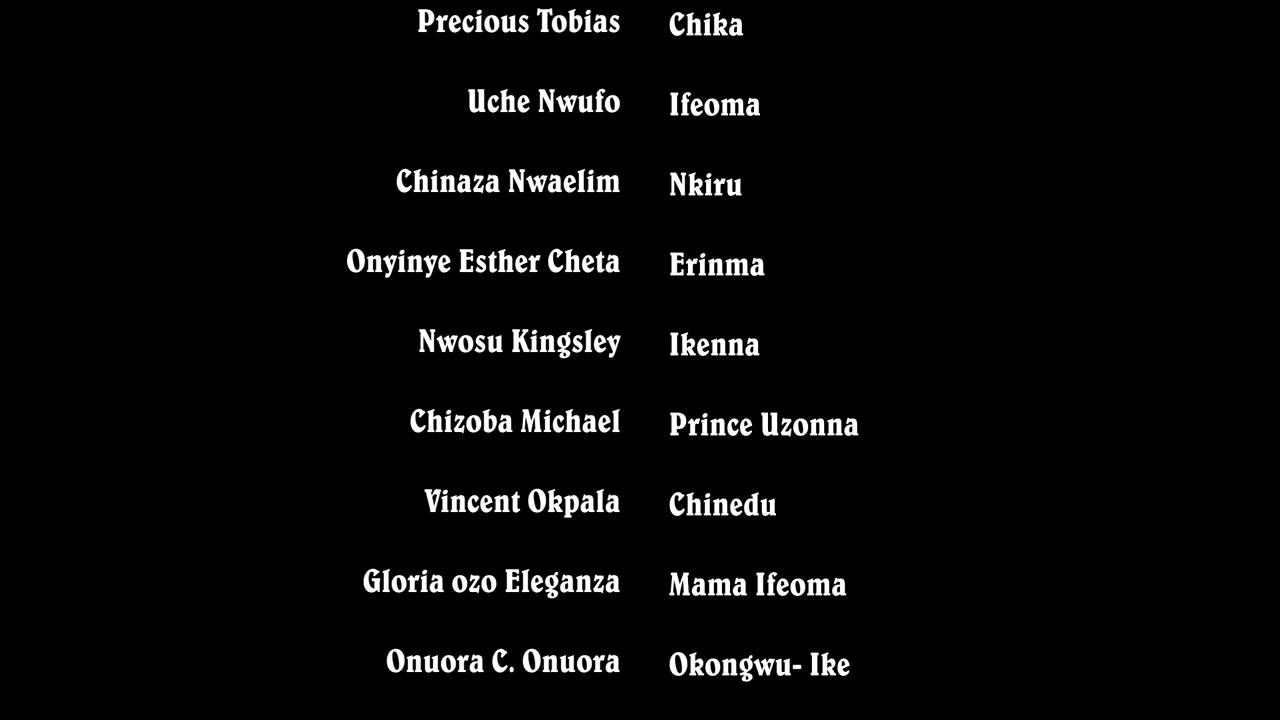 Precious Tobias Chika
Uche Nwufo Ifeoma
Chinaza Nwaelim Nkiru
Onyinye Esther Cheta Erinma
Nwosu Kingsley Ikenna
Chizoba Michael Prince Uzonna
Vincent Okpala Chinedu
Gloria ozo Eleganza Mama Ifeoma
Onuora C. Onuora Okongwu- Ike